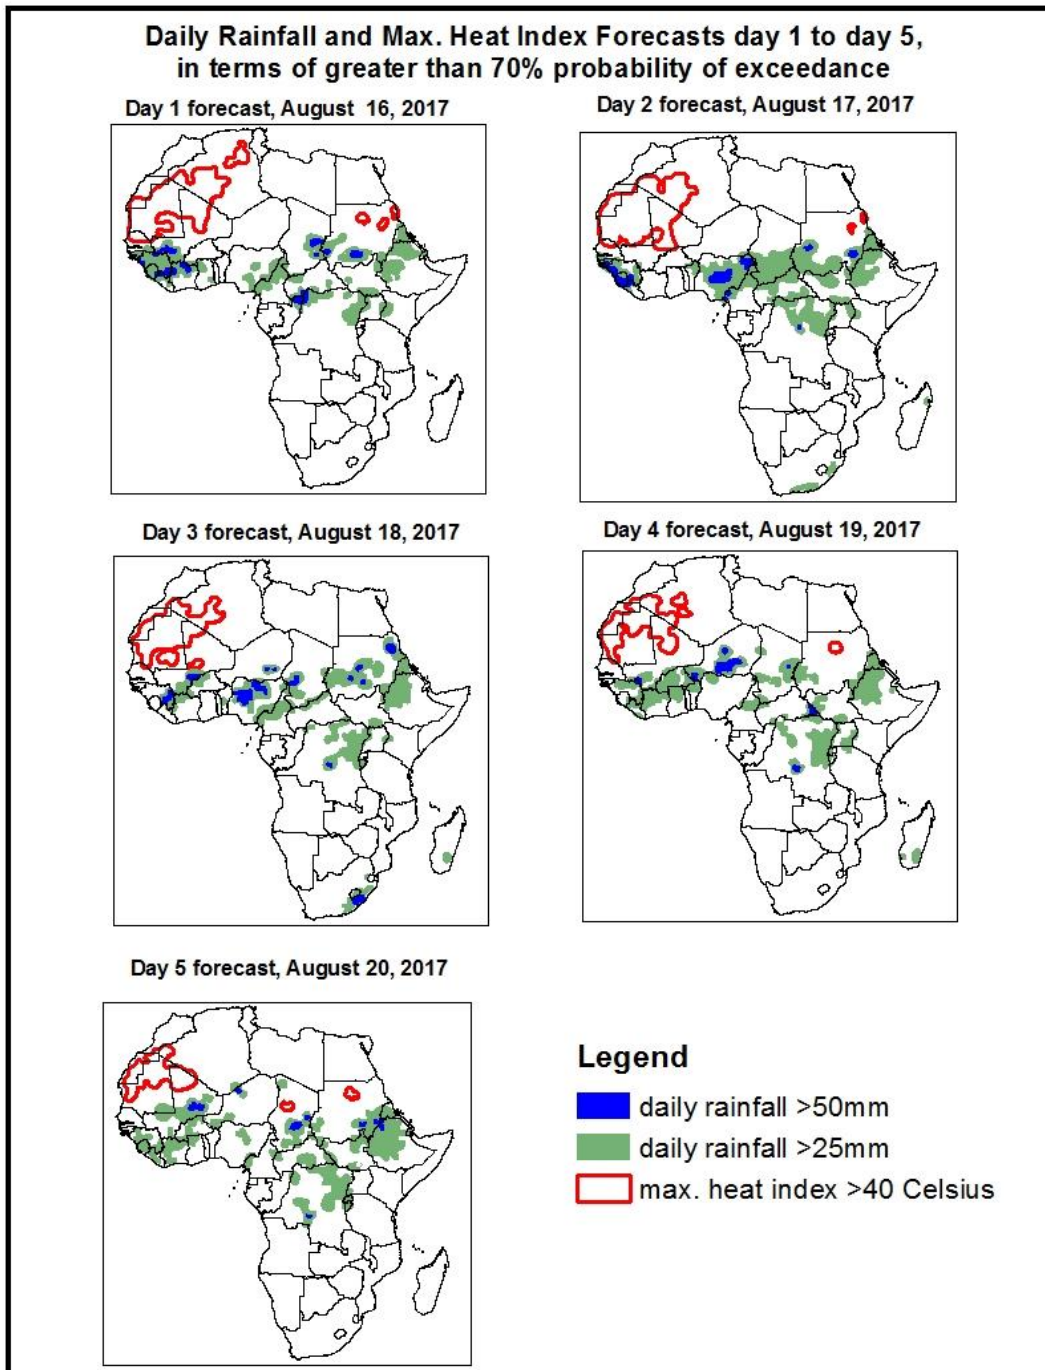 Daily Rainfall and Max. Heat Index Forecasts day 1 to day 5,
in terms of greater than 70% probability of exceedance
Day 1 forecast, August 16, 2017
Day 2 forecast, August 17, 2017
Day 3 forecast, August 18, 2017
Day 4 forecast, August 19, 2017
Day 5 forecast, August 20, 2017
Legend
daily rainfall >50mm
daily rainfall >25mm
max. heat index >40 Celsius